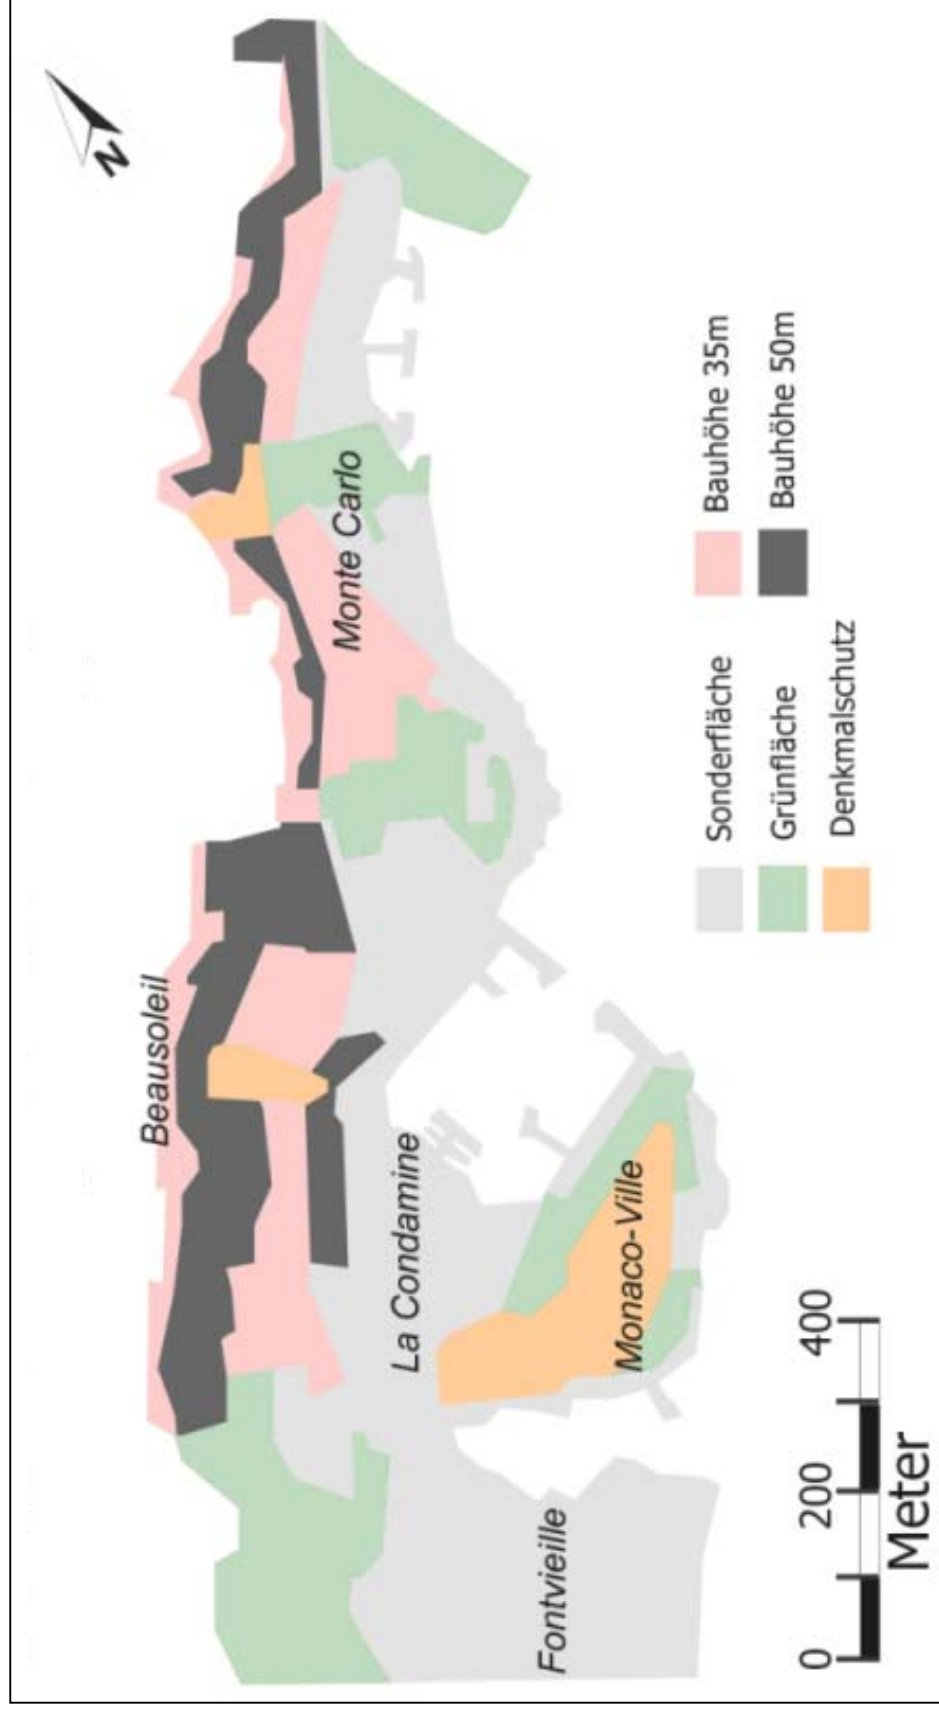 N
Beausoleil
Monte Carlo
La Condamine
Monaco-Ville
Fontvieille
Sonderfläche
Grünfläche
Denkmalschutz
Bauhöhe 35m
Bauhöhe 50m
0 200 400
Meter